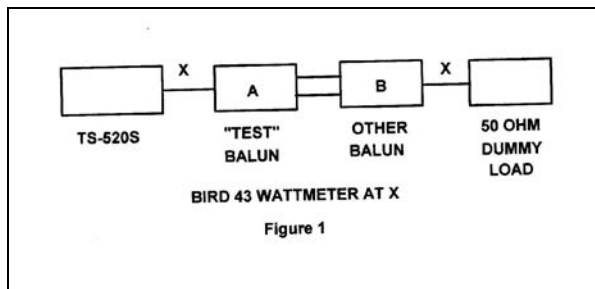 X
X
A
B
TS-520S
"TEST"
BALUN
OTHER
BALUN
50 OHM
DUMMY
LOAD
BIRD 43 WATTMETER AT X
Figure 1